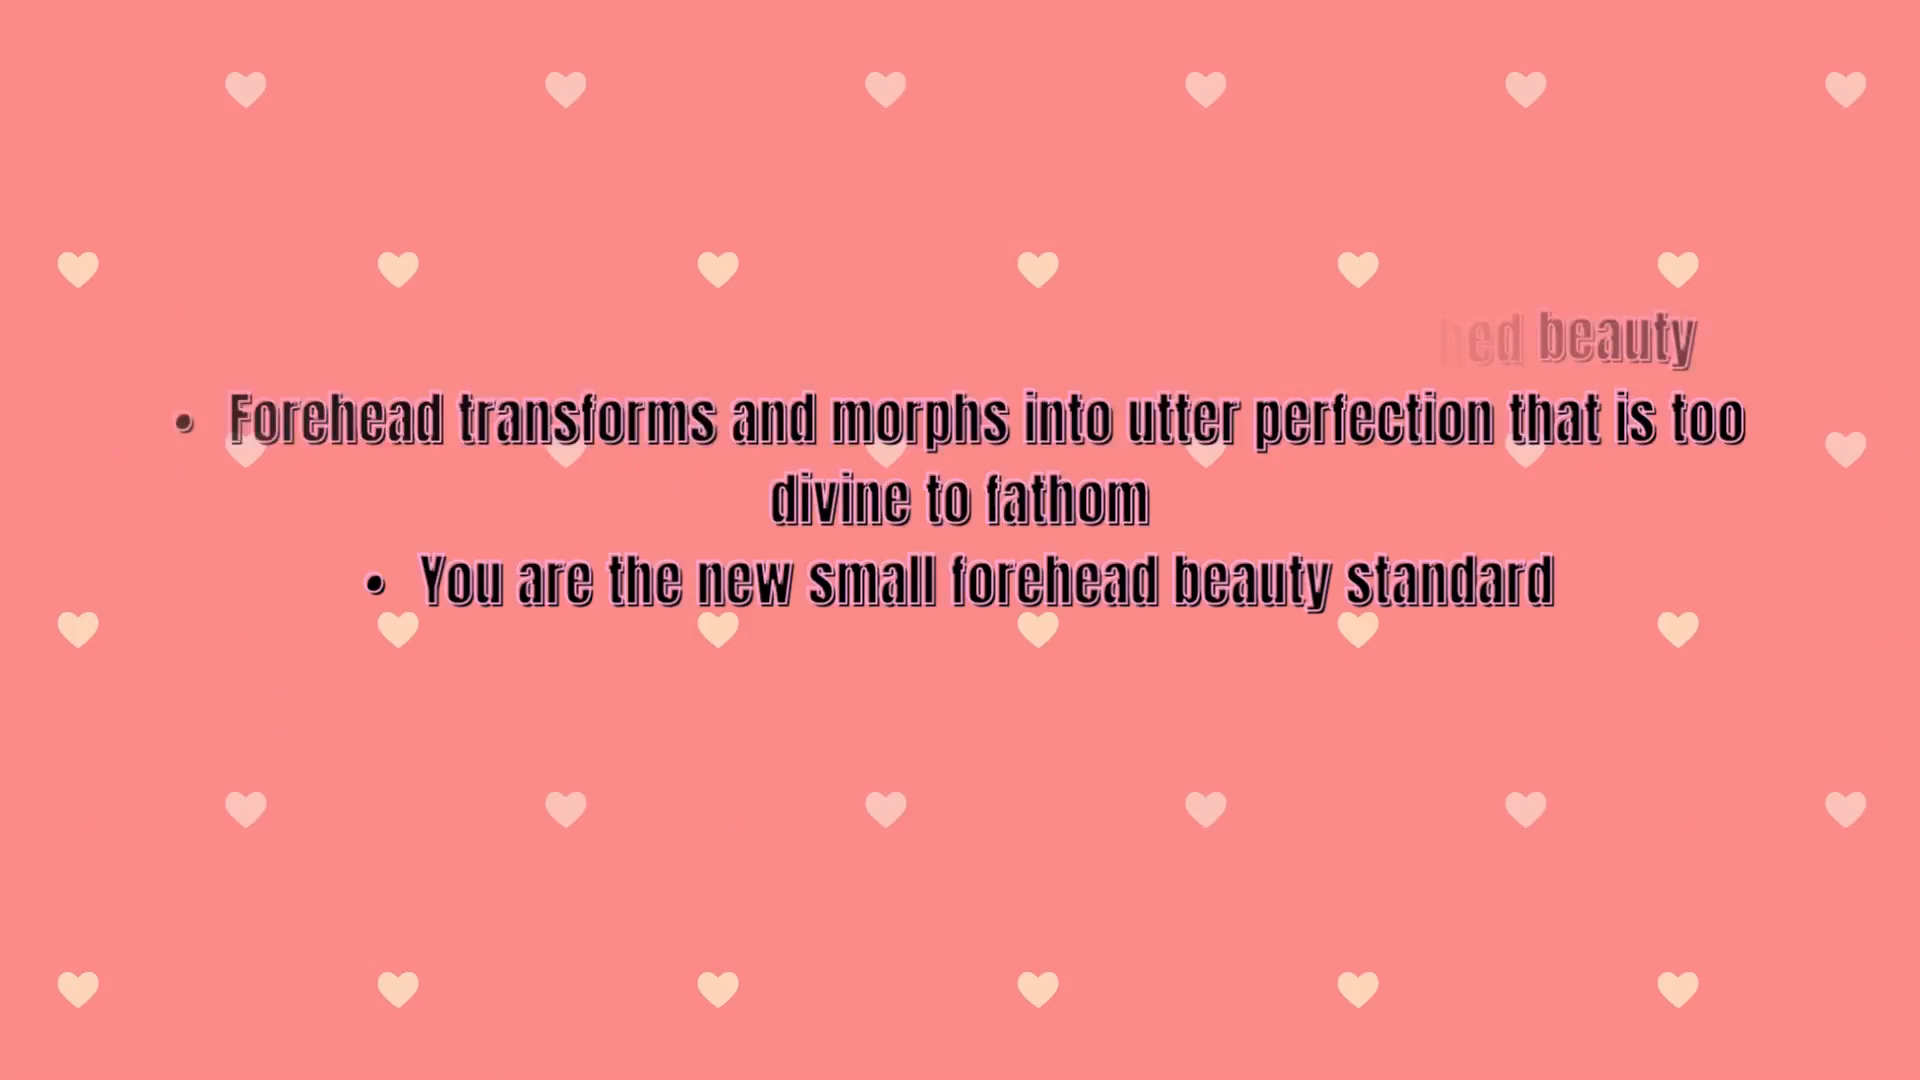 beauty
• Forehead transforms and morphs into utter perfection that is too
divine to fathom
• You are the new small forehead beauty standard